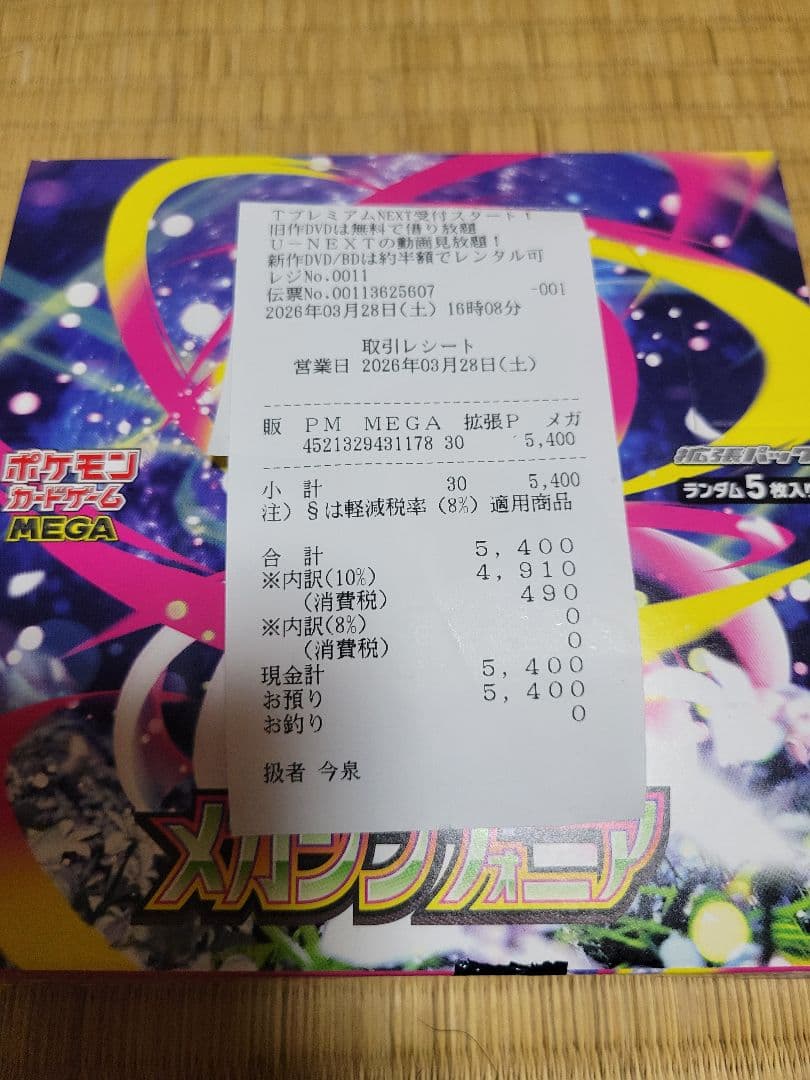 TプレミアムNEXT受付スタート!
旧作DVDは無料で借り放題
U-NEXTの動画見放題!
新作DVD/BDは約半額でレンタル可
レジNo.0011
伝票No.00113625607 -001
2026年03月28日(土) 16時08分
取引レシート
営業日 2026年03月28日(土)
販 PM MEGA 拡張P メガ
4521329431178 30 5,400
小計 30 5,400
注) §は軽減税率(8%)適用商品
合計 5,400
※内訳(10%) 4,910
(消費税) 490
※内訳(8%) 0
(消費税) 0
現金計 5,400
お預り 5,400
お釣り 0
扱者 今泉
ポケモン
カードゲーム
MEGA
拡張パック
ランダム5枚入り
メガシンフォニア